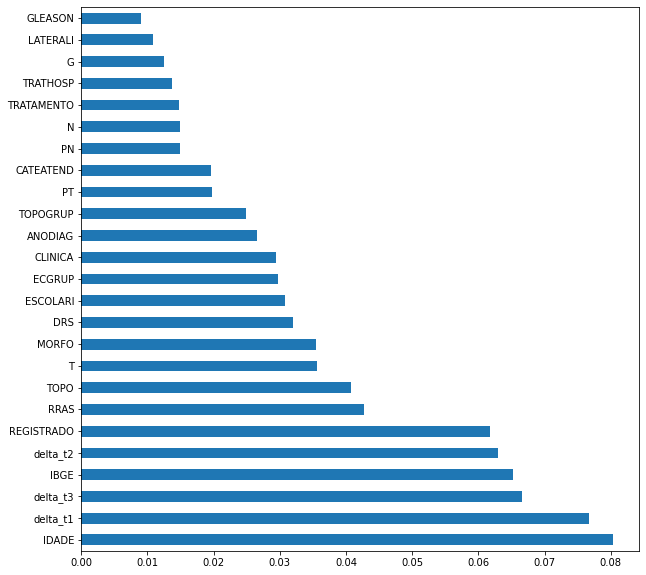 GLEASON
LATERALI
G
TRATHOSP
TRATAMENTO
N
PN
CATEATEND
PT
TOPOGRUP
ANODIAG
CLINICA
ECGRUP
ESCOLARI
DRS
MORFO
T
TOPO
RRAS
REGISTRADO
delta_t2
IBGE
delta_t3
delta_t1
IDADE
0.00 0.01 0.02 0.03 0.04 0.05 0.06 0.07 0.08